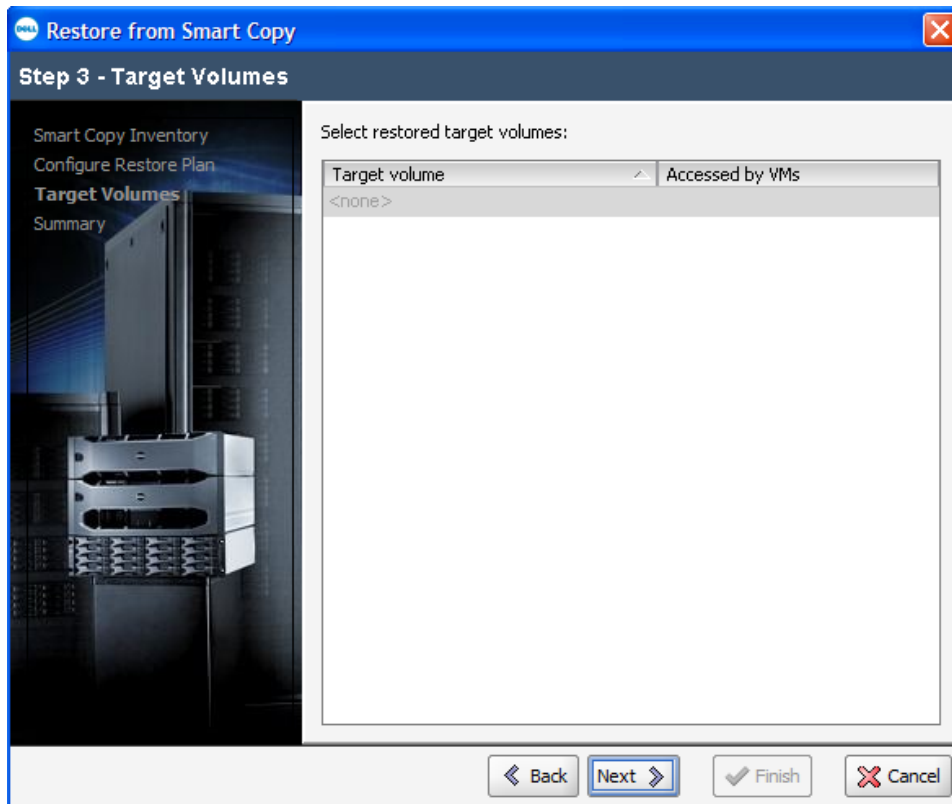 DELL Restore from Smart Copy
Step 3 - Target Volumes
Smart Copy Inventory
Configure Restore Plan
Target Volumes
Summary
Select restored target volumes:
Target volume Accessed by VMs
<none>
Back Next Finish Cancel